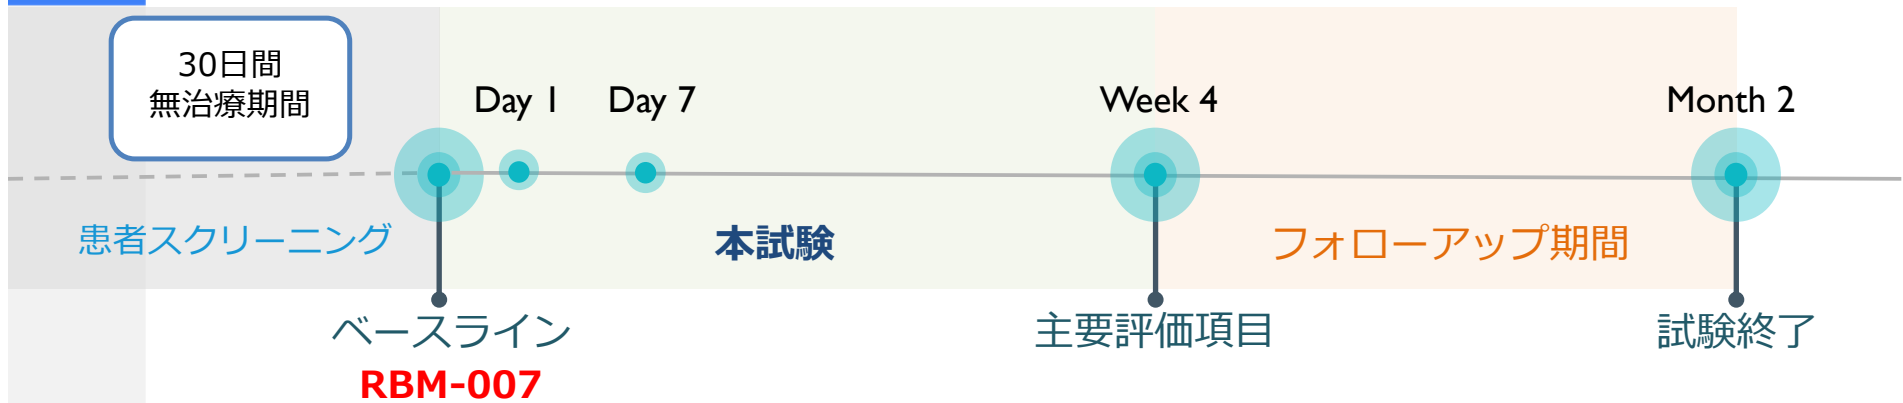 30日間
無治療期間
Day 1
Day 7
Week 4
Month 2
患者スクリーニング
本試験
フォローアップ期間
ベースライン
主要評価項目
試験終了
RBM-007